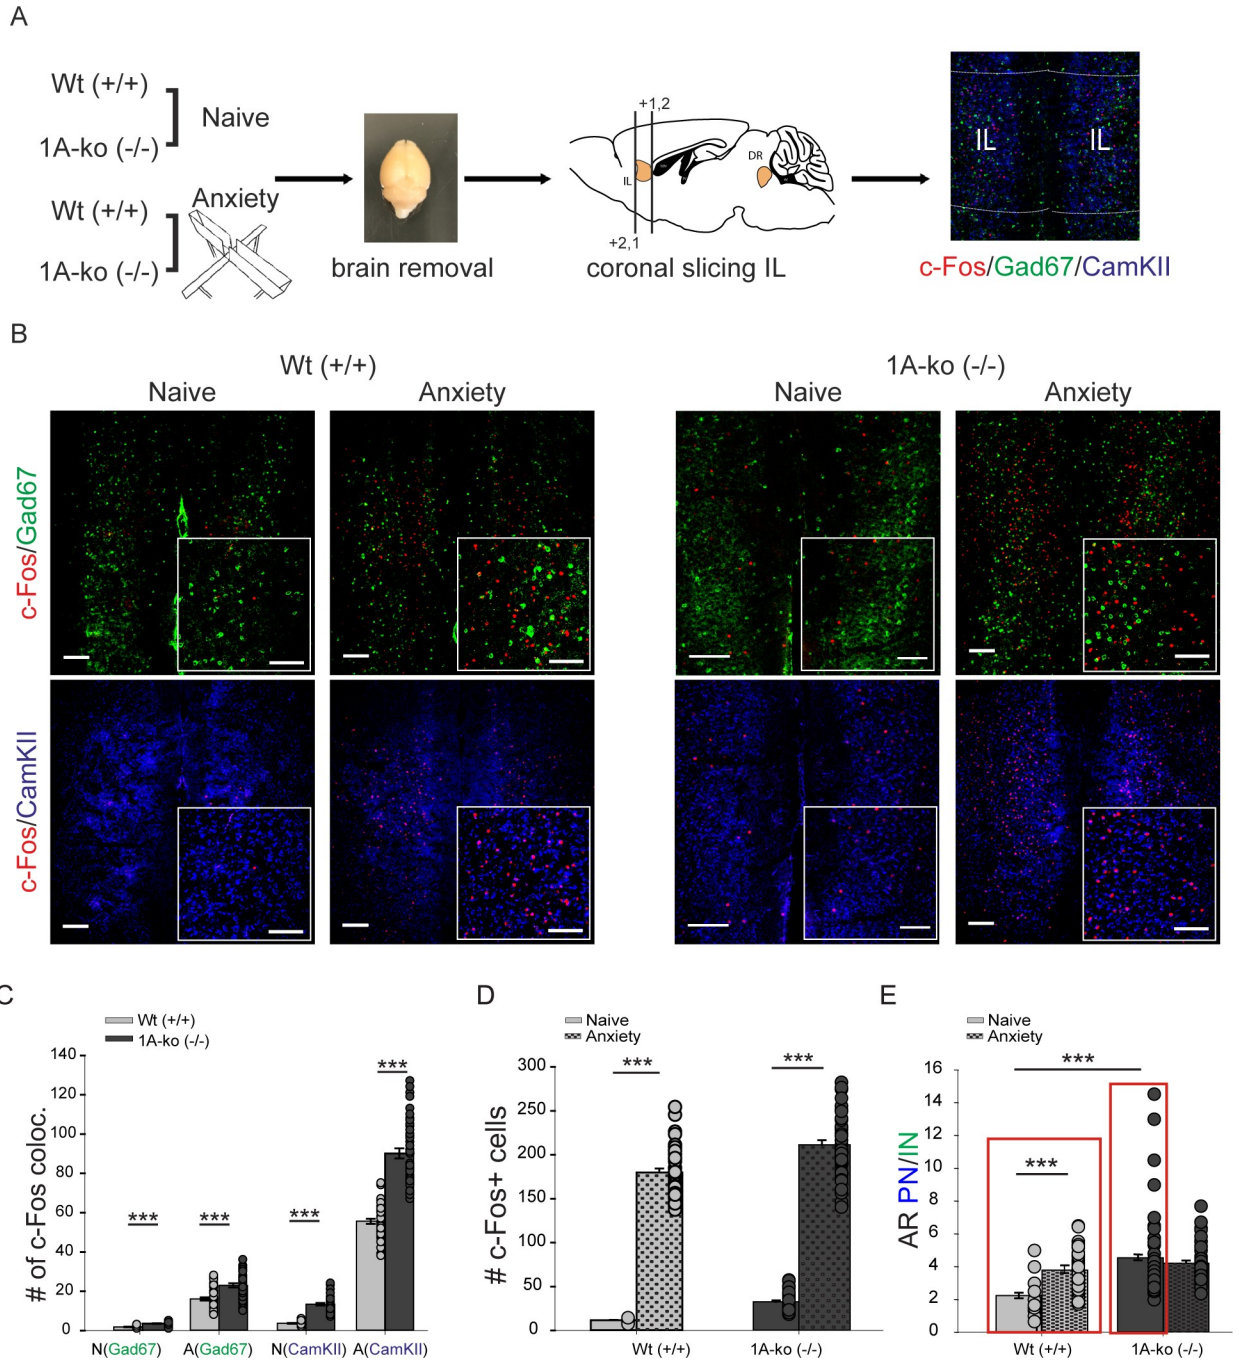 A
Wt (+/+)
1A-ko (-/-)
Naive
Wt (+/+)
1A-ko (-/-)
Anxiety
brain removal
+1,2
IL
DR
+2,1
coronal slicing IL
IL
IL
c-Fos/Gad67/CamKII
B
Wt (+/+)
1A-ko (-/-)
Naive
Anxiety
Naive
Anxiety
c-Fos/Gad67
c-Fos/CamKII
C
Wt (+/+)
1A-ko (-/-)
# of c-Fos coloc.
140
120
100
80
60
40
20
0
***
***
***
***
N(Gad67)
A(Gad67)
N(CamKII)
A(CamKII)
D
Naive
Anxiety
# c-Fos+ cells
300
250
200
150
100
50
0
***
***
Wt (+/+)
1A-ko (-/-)
E
Naive
Anxiety
AR PN/IN
16
14
12
10
8
6
4
2
0
***
***
Wt (+/+)
1A-ko (-/-)